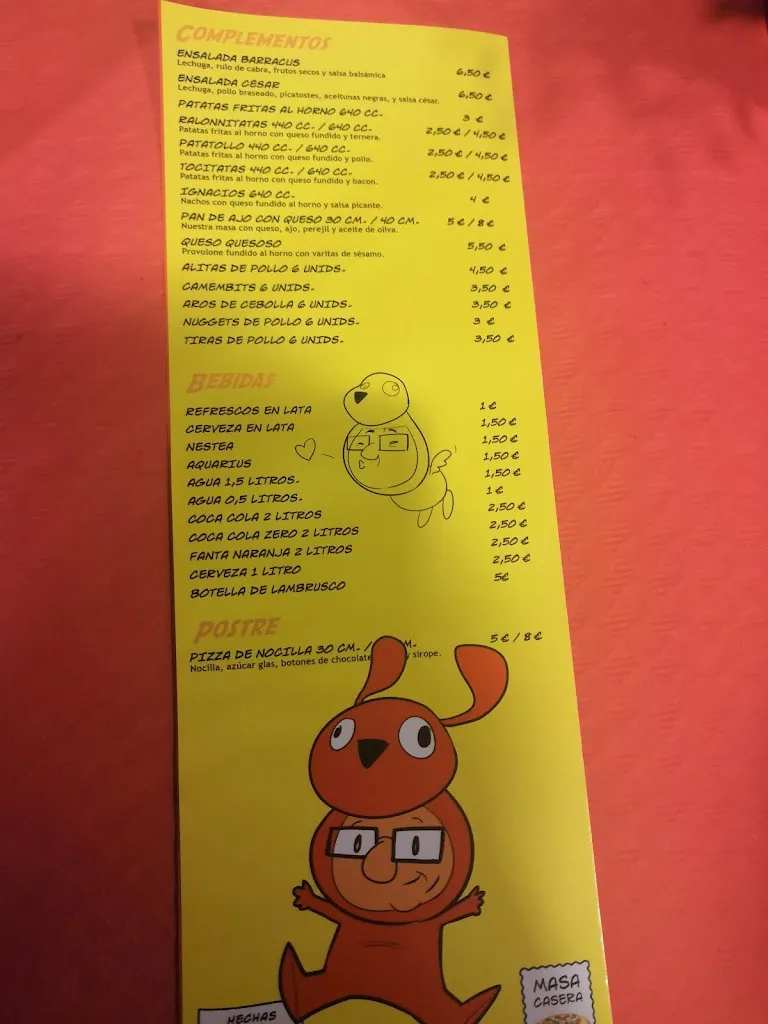 COMPLEMENTOS
ENSALADA BARRACUS 6,50 €
Lechuga, rulo de cabra, frutos secos y salsa balsámica
ENSALADA CESAR 6,50 €
Lechuga, pollo braseado, picatostes, aceitunas negras, y salsa césar.
PATATAS FRITAS AL HORNO 640 CC. 3 €
RALONNITATAS 440 CC. / 640 CC. 2,50 € / 4,50 €
Patatas fritas al horno con queso fundido y ternera.
PATATOLLO 440 CC. / 640 CC. 2,50 € / 4,50 €
Patatas fritas al horno con queso fundido y pollo.
TOCITATAS 440 CC. / 640 CC. 2,50 € / 4,50 €
Patatas fritas al horno con queso fundido y bacon.
IGNACIOS 640 CC. 4 €
Nachos con queso fundido al horno y salsa picante.
PAN DE AJO CON QUESO 30 CM. / 40 CM. 5 € / 8 €
Nuestra masa con queso, ajo, perejil y aceite de oliva.
QUESO QUESOSO 5,50 €
Provolone fundido al horno con varitas de sésamo.
ALITAS DE POLLO 6 UNIDS. 4,50 €
CAMEMBITS 6 UNIDS. 3,50 €
AROS DE CEBOLLA 6 UNIDS. 3,50 €
NUGGETS DE POLLO 6 UNIDS. 3 €
TIRAS DE POLLO 6 UNIDS. 3,50 €
BEBIDAS
REFRESCOS EN LATA 1 €
CERVEZA EN LATA 1,50 €
NESTEA 1,50 €
AQUARIUS 1,50 €
AGUA 1,5 LITROS. 1,50 €
AGUA 0,5 LITROS. 1 €
COCA COLA 2 LITROS 2,50 €
COCA COLA ZERO 2 LITROS 2,50 €
FANTA NARANJA 2 LITROS 2,50 €
CERVEZA 1 LITRO 2,50 €
BOTELLA DE LAMBRUSCO 5€
POSTRE
PIZZA DE NOCILLA 30 CM. / M. 5 € / 8 €
Nocilla, azúcar glas, botones de chocolate y sirope.
HECHAS
MASA
CASERA